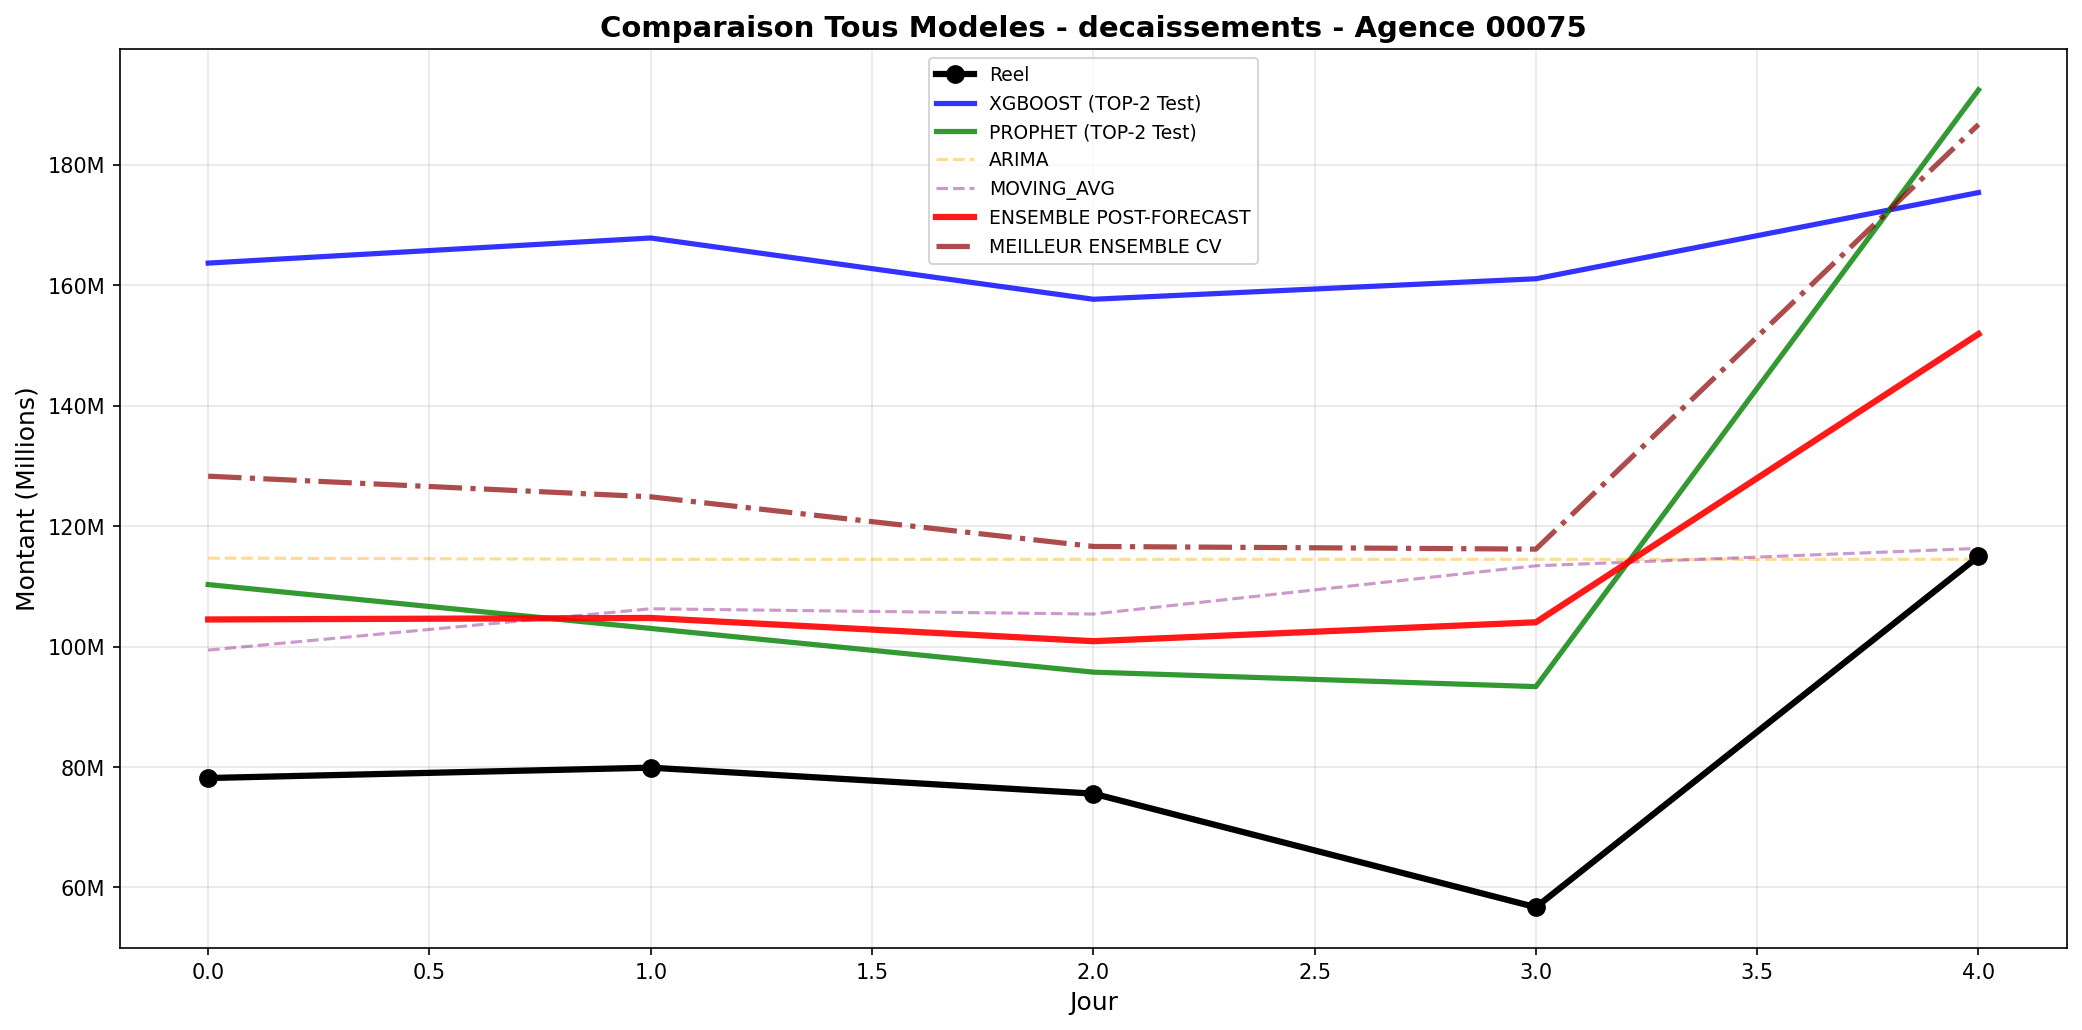 Comparaison Tous Modeles - decaissements - Agence 00075
Reel
XGBOOST (TOP-2 Test)
PROPHET (TOP-2 Test)
ARIMA
MOVING_AVG
ENSEMBLE POST-FORECAST
MEILLEUR ENSEMBLE CV
Montant (Millions)
180M
160M
140M
120M
100M
80M
60M
0.0 0.5 1.0 1.5 2.0 2.5 3.0 3.5 4.0
Jour